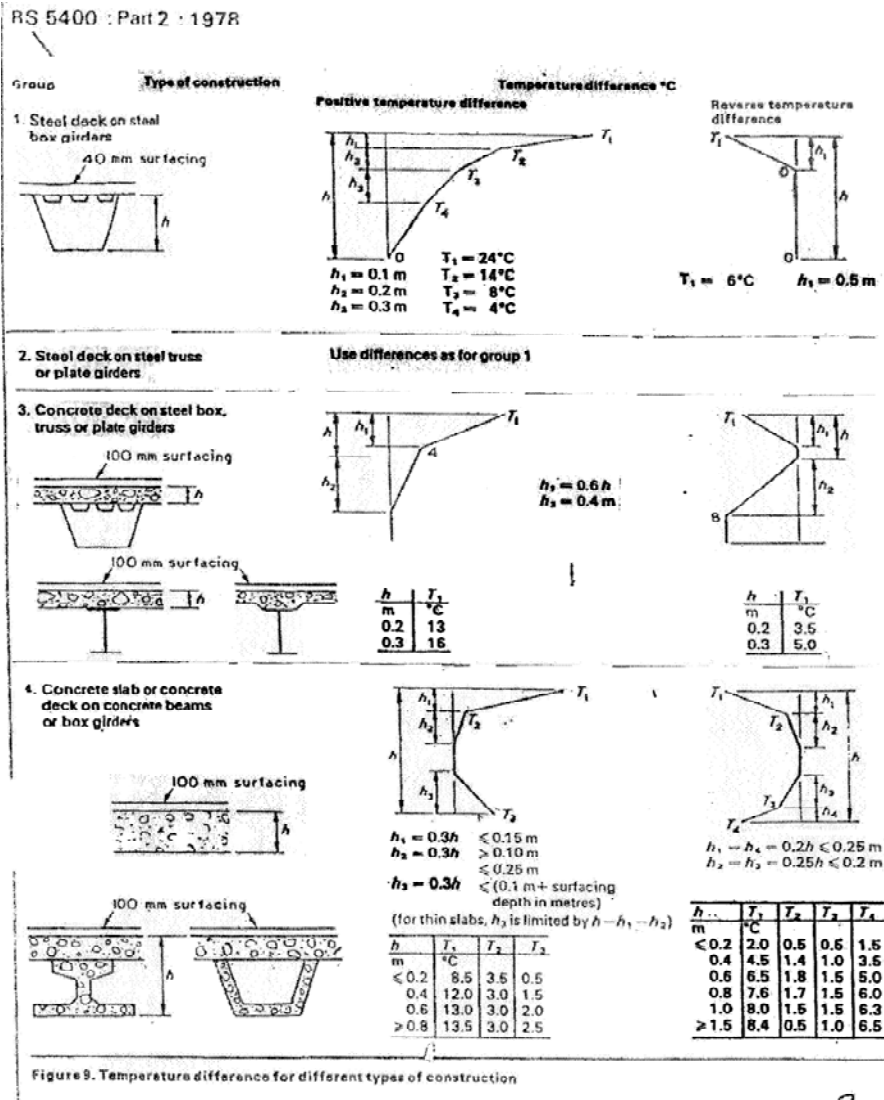 BS 5400 : Part 2 : 1978
Group
Type of construction
Temperature difference °C
Positive temperature difference
Reverse temperature
difference
1. Steel deck on steel
box girders
40 mm surfacing
h
h
h₁
h₂
h₃
T₁
T₂
T₃
T₄
0
h₁ = 0.1 m
h₂ = 0.2 m
h₃ = 0.3 m
T₁ = 24°C
T₂ = 14°C
T₃ = 8°C
T₄ = 4°C
T₁
h₁
0
h
0
T₁ = 6°C
h₁ = 0.5 m
2. Steel deck on steel truss
or plate girders
Use differences as for group 1
3. Concrete deck on steel box,
truss or plate girders
100 mm surfacing
h
100 mm surfacing
h
h
h₁
T₁
4
h₂
h₁ = 0.6 h
h₂ = 0.4 m
T₁
h₁
h
h₂
8
h T₁
m °C
0.2 13
0.3 16
h T₁
m °C
0.2 3.5
0.3 5.0
4. Concrete slab or concrete
deck on concrete beams
or box girders
100 mm surfacing
h
100 mm surfacing
h
h
h₁
h₂
h₃
T₁
T₂
T₃
h₁ = 0.3h ≤ 0.15 m
h₂ = 0.3h ≥ 0.10 m
≤ 0.25 m
h₃ = 0.3h ≤ (0.1 m + surfacing
depth in metres)
(for thin slabs, h₃ is limited by h – h₁ – h₂)
h T₁ T₂ T₃
m °C
≤ 0.2 8.5 3.5 0.5
0.4 12.0 3.0 1.5
0.6 13.0 3.0 2.0
≥ 0.8 13.5 3.0 2.5
T₁
T₂
T₃
T₄
h₁
h₂
h₃
h₄
h
h₁ = h₄ = 0.2h ≤ 0.25 m
h₂ = h₃ = 0.25h ≤ 0.2 m
h T₁ T₂ T₃ T₄
m °C
≤ 0.2 2.0 0.5 0.5 1.5
0.4 4.5 1.4 1.0 3.5
0.6 6.5 1.8 1.5 5.0
0.8 7.6 1.7 1.5 6.0
1.0 8.0 1.5 1.5 6.3
≥ 1.5 8.4 0.5 1.0 6.5
Figure 9. Temperature difference for different types of construction